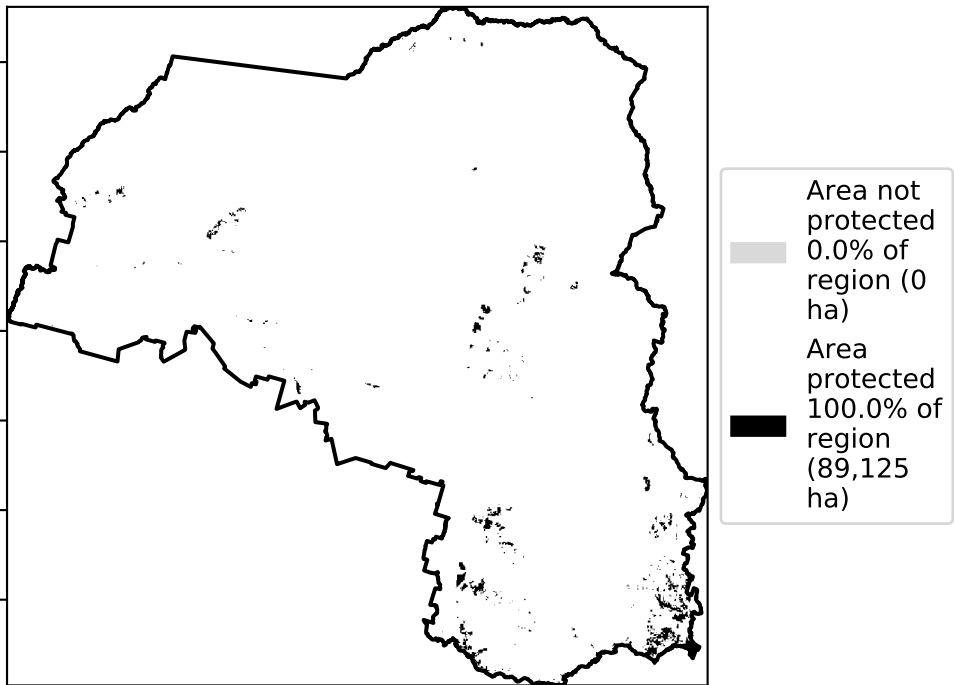 Area not
protected
0.0% of
region (0
ha)
Area
protected
100.0% of
region
(89,125
ha)